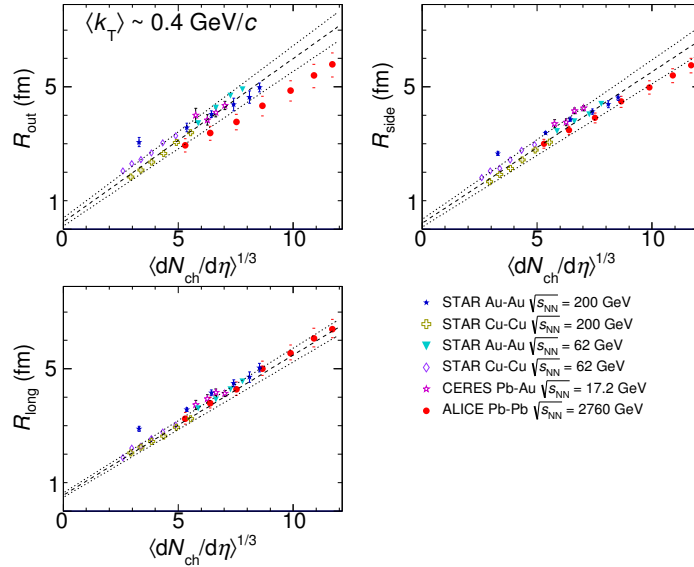 ⟨k_T⟩ ~ 0.4 GeV/c
R_out (fm)
5
1
0 5 10
⟨dN_ch/dη⟩^1/3
R_side (fm)
5
1
0 5 10
⟨dN_ch/dη⟩^1/3
R_long (fm)
5
1
0 5 10
⟨dN_ch/dη⟩^1/3
STAR Au-Au √s_NN = 200 GeV
STAR Cu-Cu √s_NN = 200 GeV
STAR Au-Au √s_NN = 62 GeV
STAR Cu-Cu √s_NN = 62 GeV
CERES Pb-Au √s_NN = 17.2 GeV
ALICE Pb-Pb √s_NN = 2760 GeV